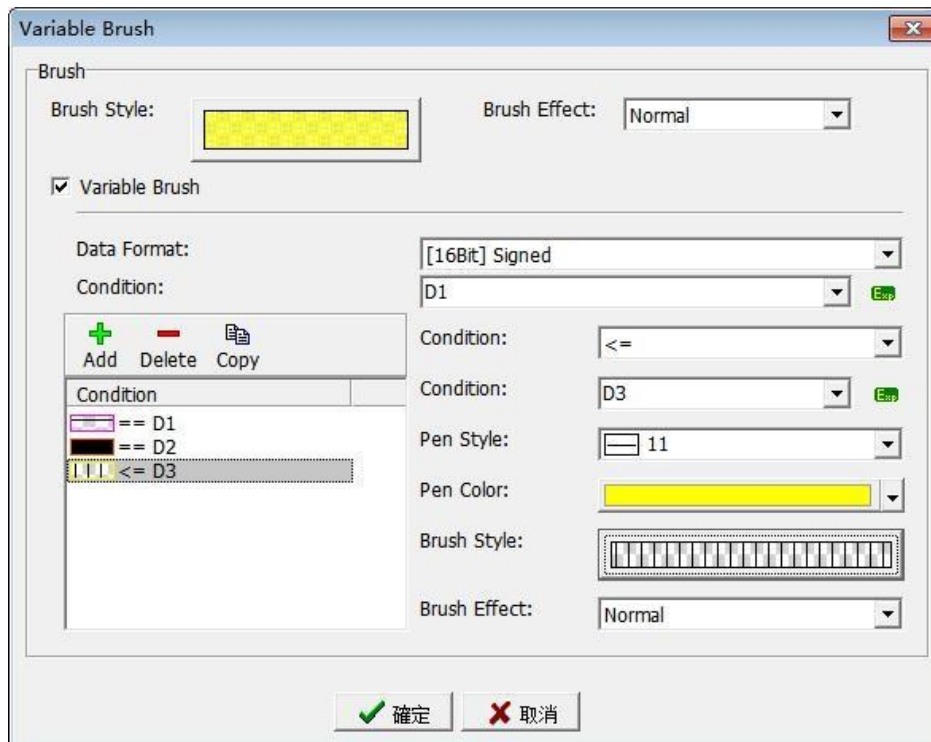 Variable Brush
Brush
Brush Style:
Brush Effect: Normal
Variable Brush
Data Format: [16Bit] Signed
Condition: D1 Exp
Add Delete Copy
Condition: <=
Condition
Condition: D3 Exp
== D1
== D2
<= D3
Pen Style: 11
Pen Color:
Brush Style:
Brush Effect: Normal
確定 取消